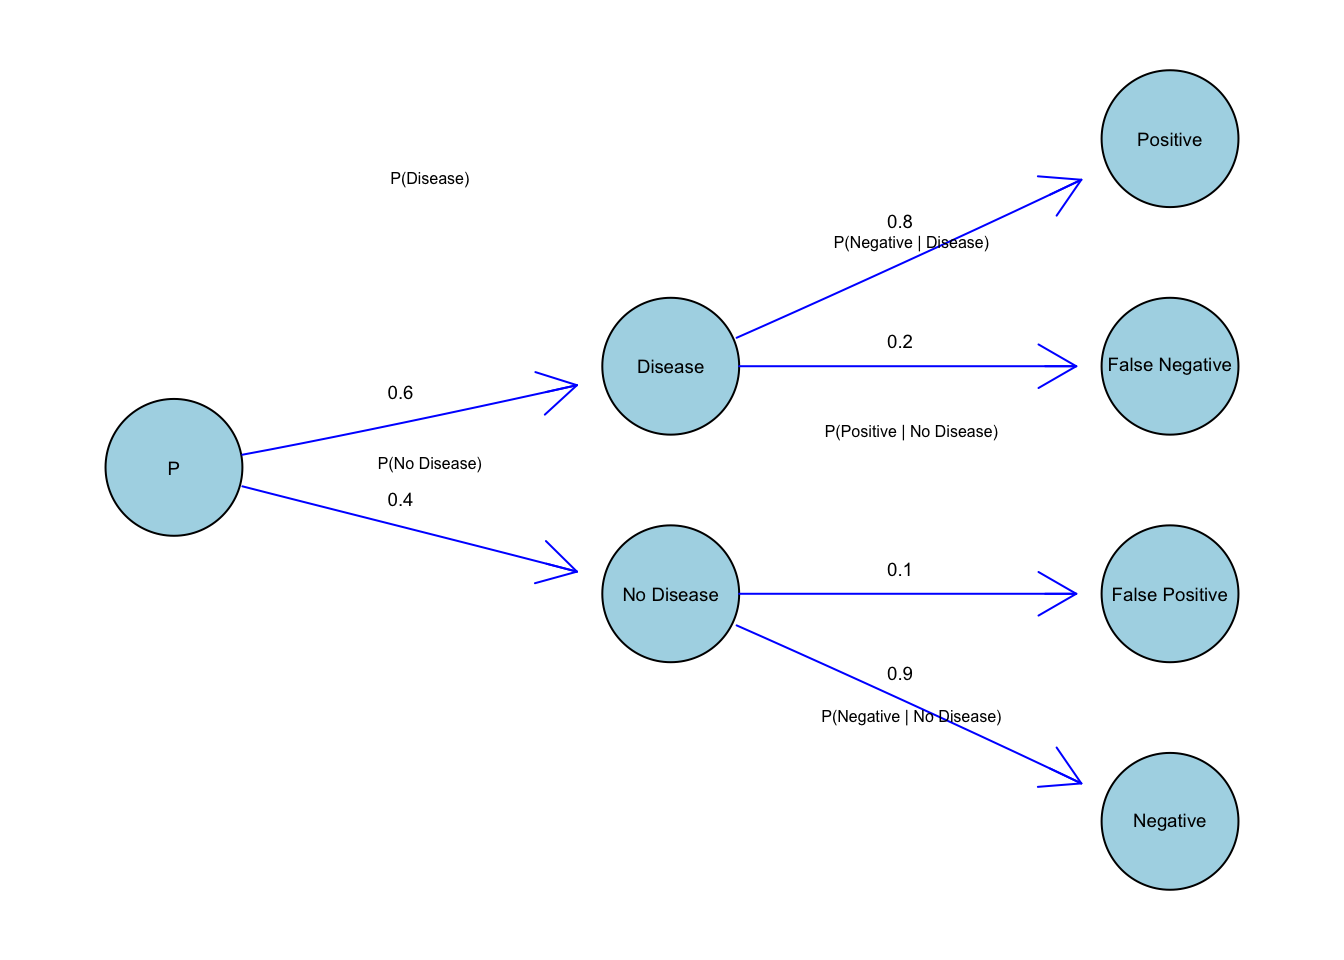 Positive
P(Disease)
0.8
P(Negative | Disease)
0.2
Disease
False Negative
0.6
P(Positive | No Disease)
P
P(No Disease)
0.4
0.1
No Disease
False Positive
0.9
P(Negative | No Disease)
Negative